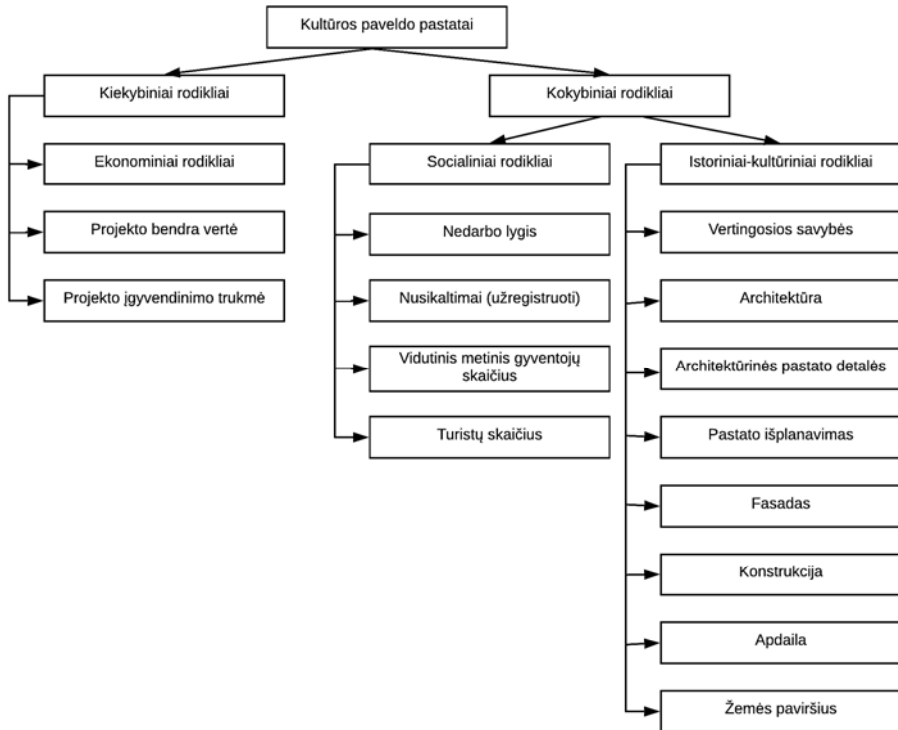 Kultūros paveldo pastatai
Kiekybiniai rodikliai
Kokybiniai rodikliai
Ekonominiai rodikliai
Projekto bendra vertė
Projekto įgyvendinimo trukmė
Socialiniai rodikliai
Nedarbo lygis
Nusikaltimai (užregistruoti)
Vidutinis metinis gyventojų
skaičius
Turistų skaičius
Istoriniai-kultūriniai rodikliai
Vertingosios savybės
Architektūra
Architektūrinės pastato detalės
Pastato išplanavimas
Fasadas
Konstrukcija
Apdaila
Žemės paviršius